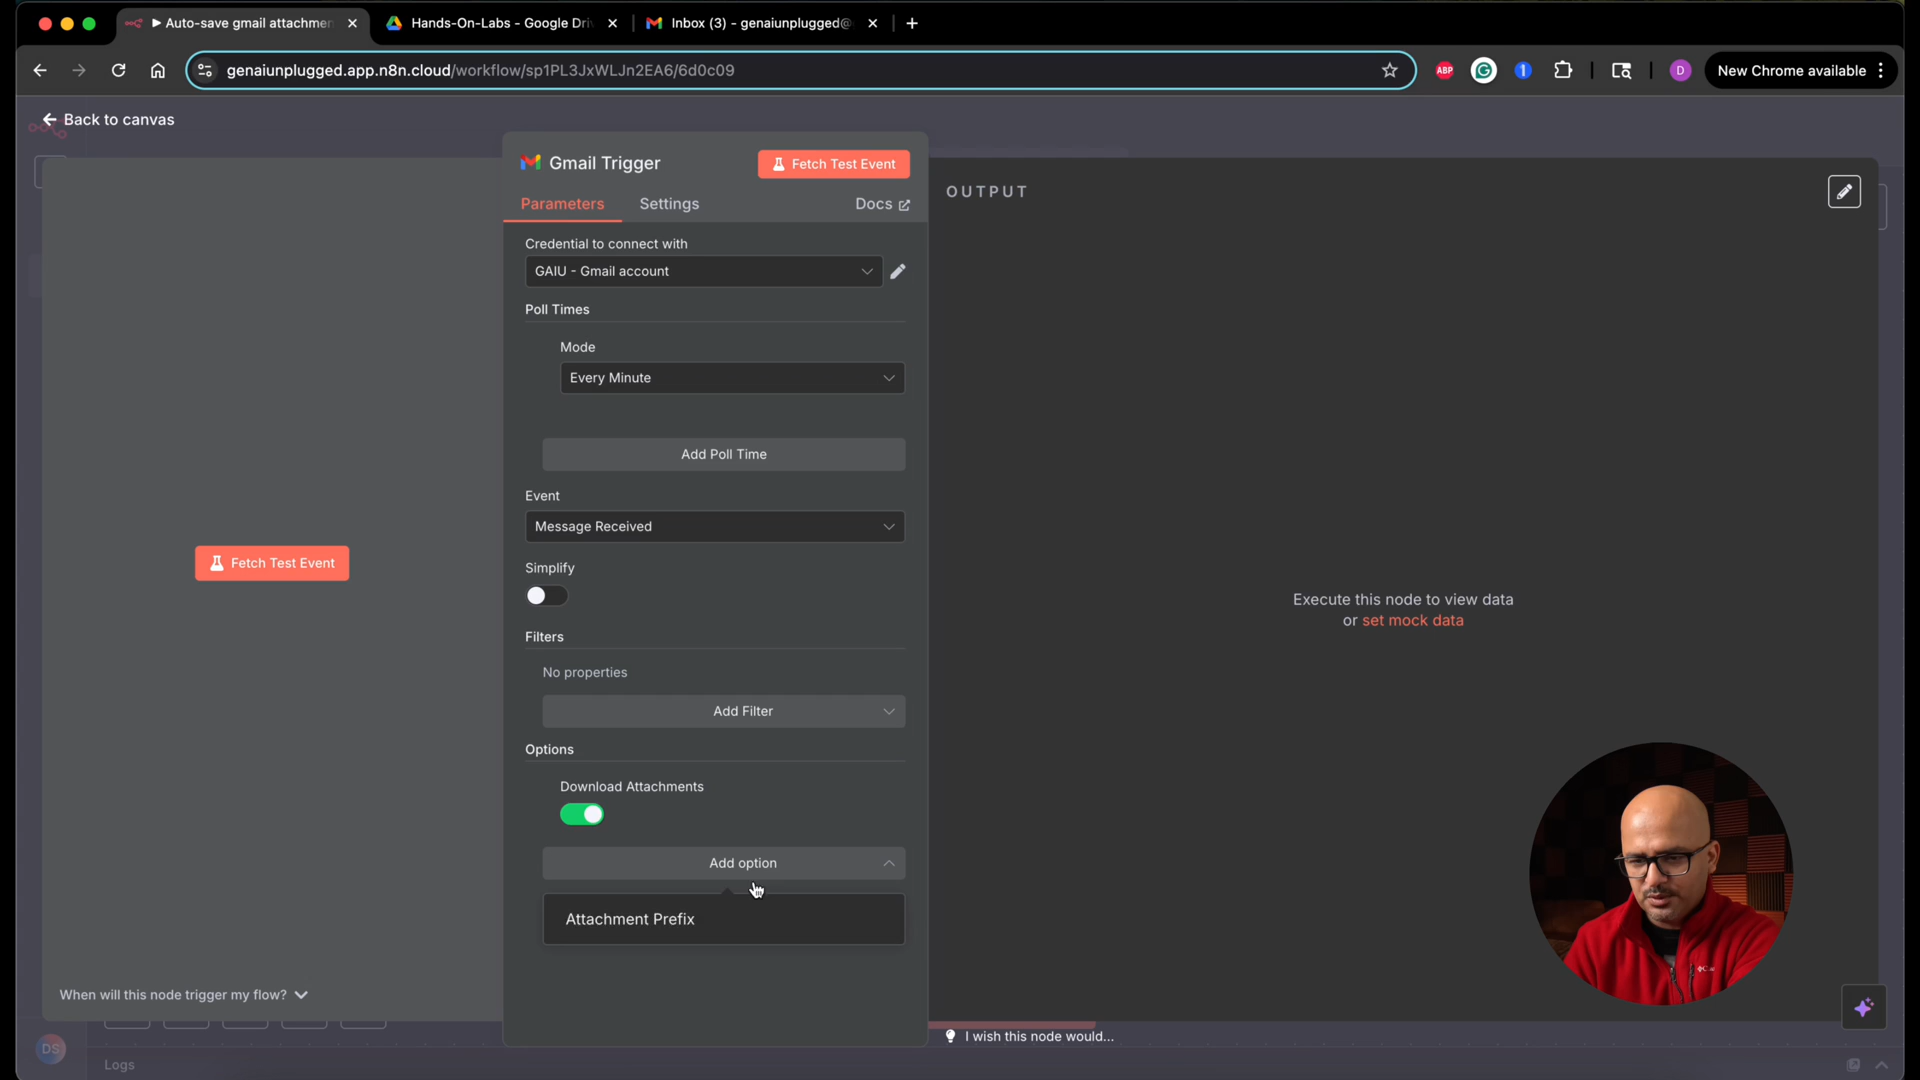 ▶ Auto-save gmail attachmen
Hands-On-Labs - Google Dri
Inbox (3) - genaiunplugged@
genaiunplugged.app.n8n.cloud/workflow/sp1PL3JxWLJn2EA6/6d0c09
ABP
1
D
New Chrome available
Back to canvas
Gmail Trigger
Fetch Test Event
Parameters
Settings
Docs
OUTPUT
Credential to connect with
GAIU - Gmail account
Poll Times
Mode
Every Minute
Add Poll Time
Event
Message Received
Fetch Test Event
Simplify
Execute this node to view data
or set mock data
Filters
No properties
Add Filter
Options
Download Attachments
Add option
Attachment Prefix
When will this node trigger my flow?
I wish this node would...
DS
Logs